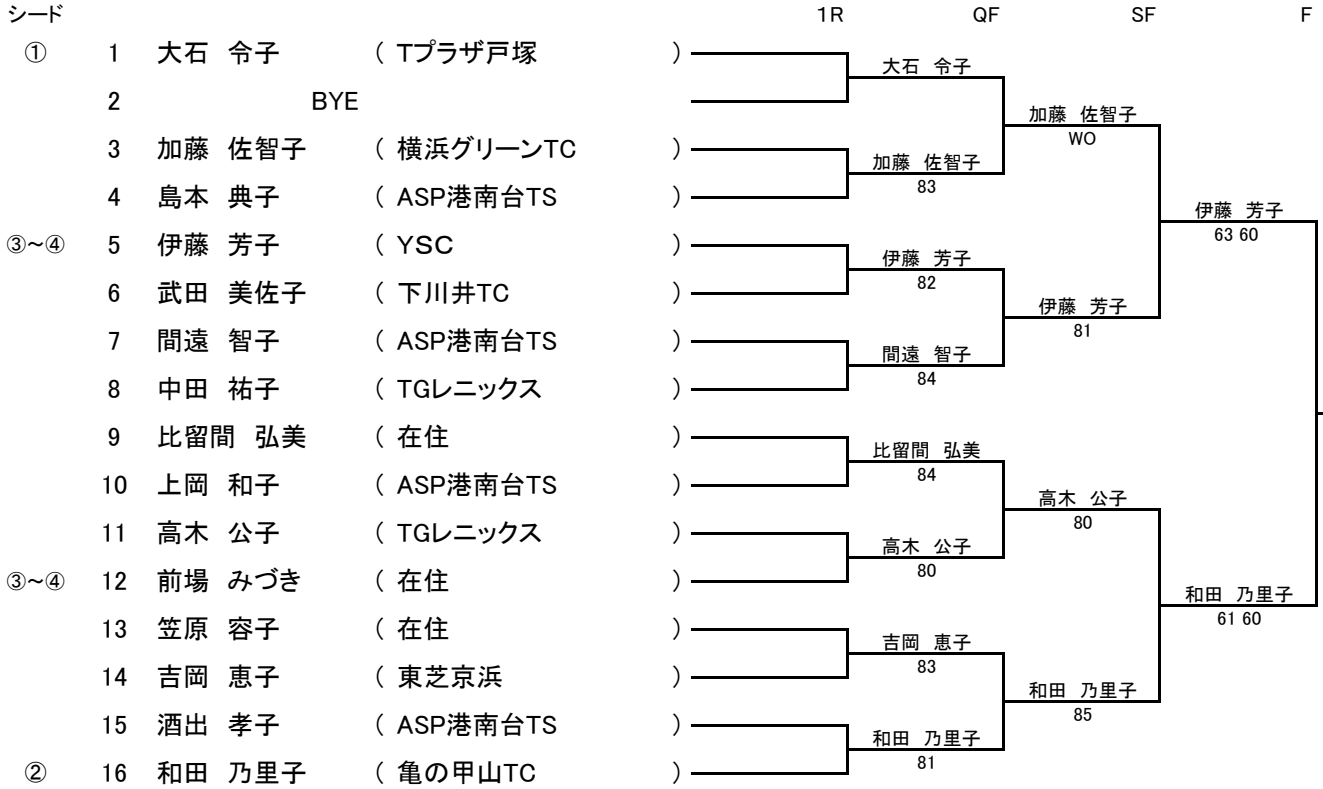 シード 1R QF SF F
① 1 大石 令子 ( Tプラザ戸塚 )
大石 令子
2 BYE
加藤 佐智子
WO
3 加藤 佐智子 ( 横浜グリーンTC )
加藤 佐智子
83
4 島本 典子 ( ASP港南台TS )
伊藤 芳子
63 60
③~④ 5 伊藤 芳子 ( YSC )
伊藤 芳子
82
6 武田 美佐子 ( 下川井TC )
伊藤 芳子
81
7 間遠 智子 ( ASP港南台TS )
間遠 智子
84
8 中田 祐子 ( TGレニックス )
9 比留間 弘美 ( 在住 )
比留間 弘美
84
10 上岡 和子 ( ASP港南台TS )
高木 公子
80
11 高木 公子 ( TGレニックス )
高木 公子
80
③~④ 12 前場 みづき ( 在住 )
和田 乃里子
61 60
13 笠原 容子 ( 在住 )
吉岡 恵子
83
14 吉岡 恵子 ( 東芝京浜 )
和田 乃里子
85
15 酒出 孝子 ( ASP港南台TS )
和田 乃里子
81
② 16 和田 乃里子 ( 亀の甲山TC )